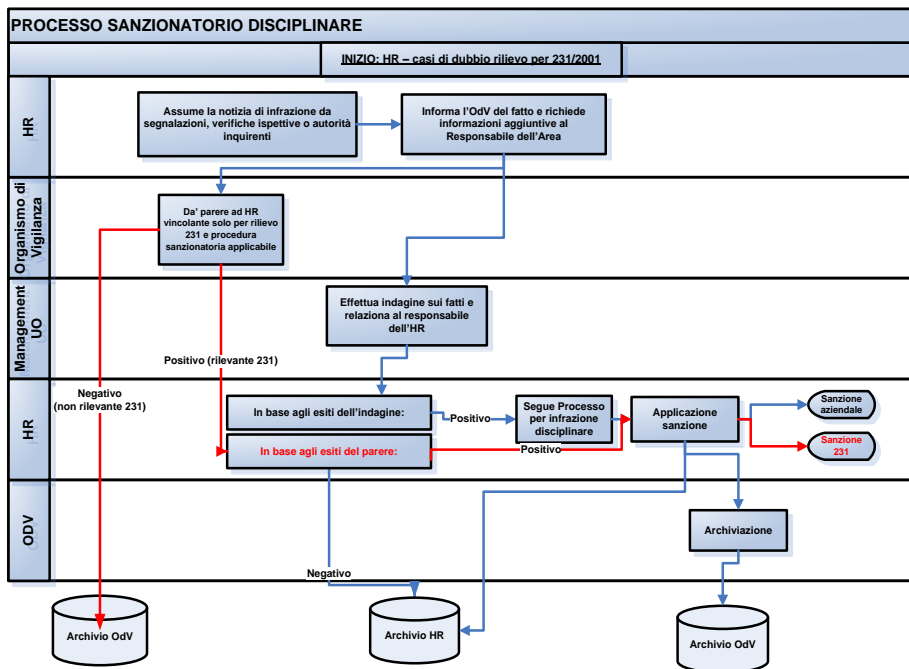 PROCESSO SANZIONATORIO DISCIPLINARE
INIZIO: HR – casi di dubbio rilievo per 231/2001
HR
Assume la notizia di infrazione da
segnalazioni, verifiche ispettive o autorità
inquirenti
Informa l'OdV del fatto e richiede
informazioni aggiuntive al
Responsabile dell'Area
Organismo di
Vigilanza
Da' parere ad HR
vincolante solo per rilievo
231 e procedura
sanzionatoria applicabile
Management
UO
Effettua indagine sui fatti e
relaziona al responsabile
dell'HR
Positivo (rilevante 231)
Negativo
(non rilevante 231)
HR
In base agli esiti dell'indagine:
Positivo
Segue Processo
per infrazione
disciplinare
Applicazione
sanzione
Sanzione
aziendale
In base agli esiti del parere:
Positivo
Sanzione
231
ODV
Archiviazione
Negativo
Archivio OdV
Archivio HR
Archivio OdV